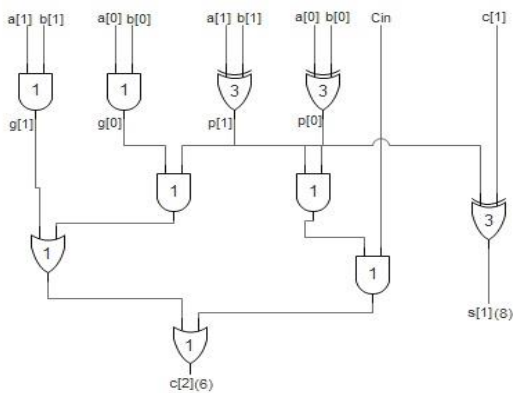 a[1] b[1] a[0] b[0] a[1] b[1] a[0] b[0] Cin c[1]
1 1 3 3
g[1] g[0] p[1] p[0]
1 1
3
1
1
s[1](8)
1
c[2](6)